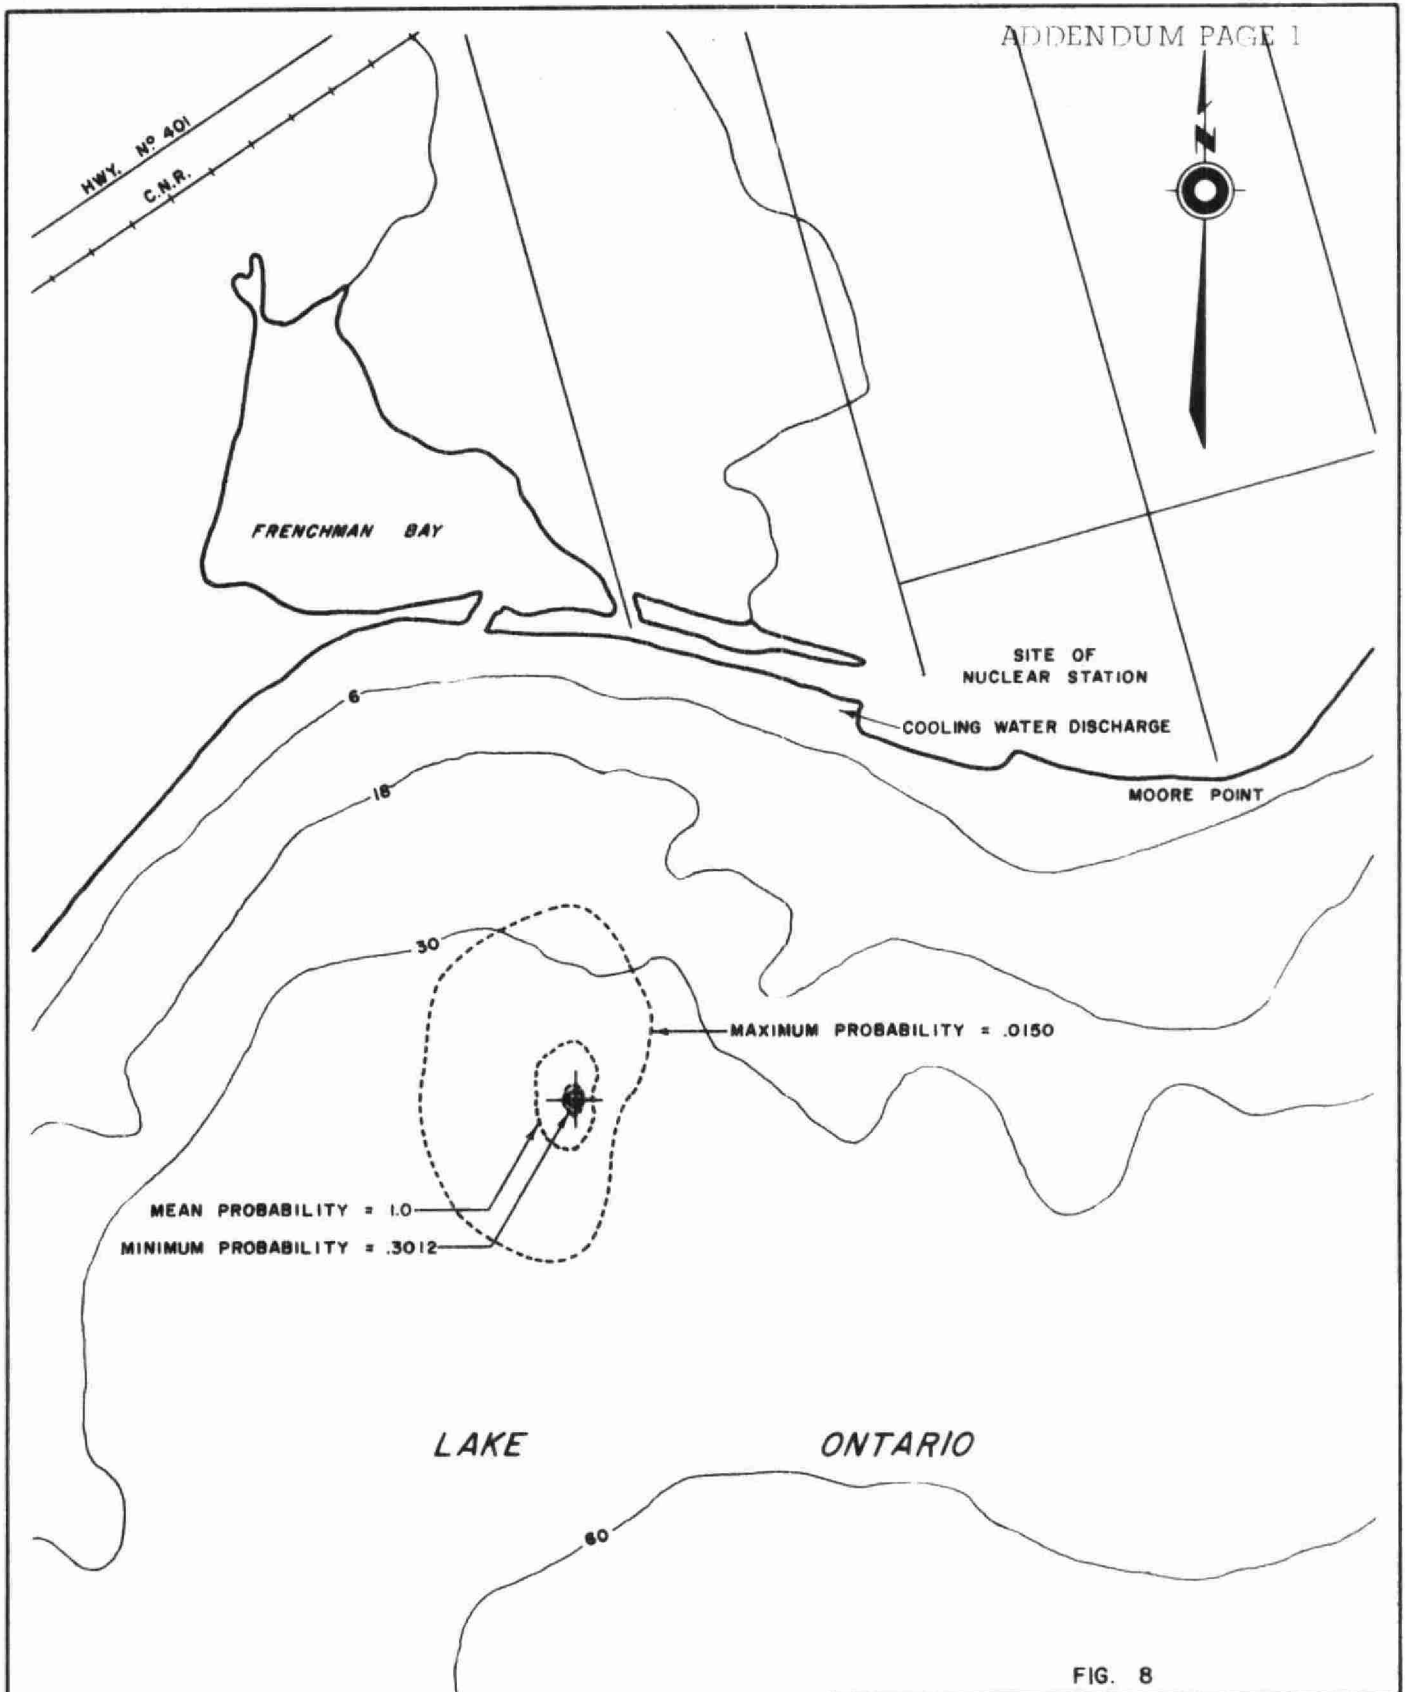 ADDENDUM PAGE 1
HWY. Nº 401
C.N.R.
N
FRENCHMAN BAY
SITE OF
NUCLEAR STATION
COOLING WATER DISCHARGE
MOORE POINT
6
18
30
MAXIMUM PROBABILITY = .0150
MEAN PROBABILITY = 1.0
MINIMUM PROBABILITY = .3012
LAKE ONTARIO
60
FIG. 8